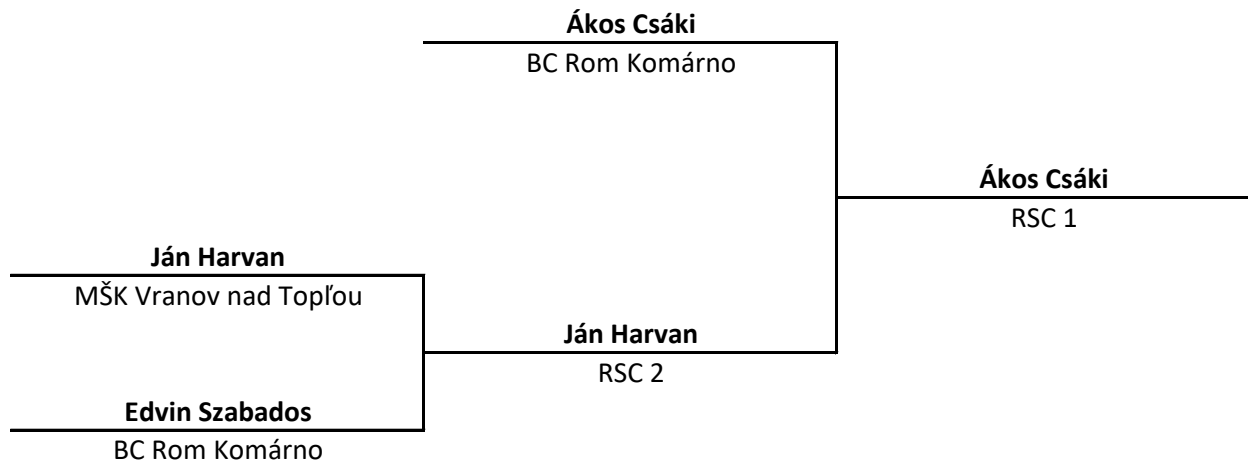 Ákos Csáki
BC Rom Komárno
Ákos Csáki
RSC 1
Ján Harvan
MŠK Vranov nad Topľou
Ján Harvan
RSC 2
Edvin Szabados
BC Rom Komárno